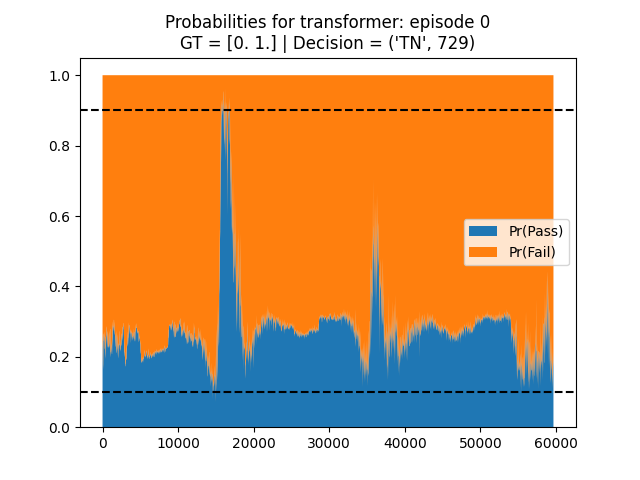 Probabilities for transformer: episode 0
GT = [0. 1.] | Decision = ('TN', 729)
1.0
0.8
0.6
0.4
0.2
0.0
Pr(Pass)
Pr(Fail)
0 10000 20000 30000 40000 50000 60000